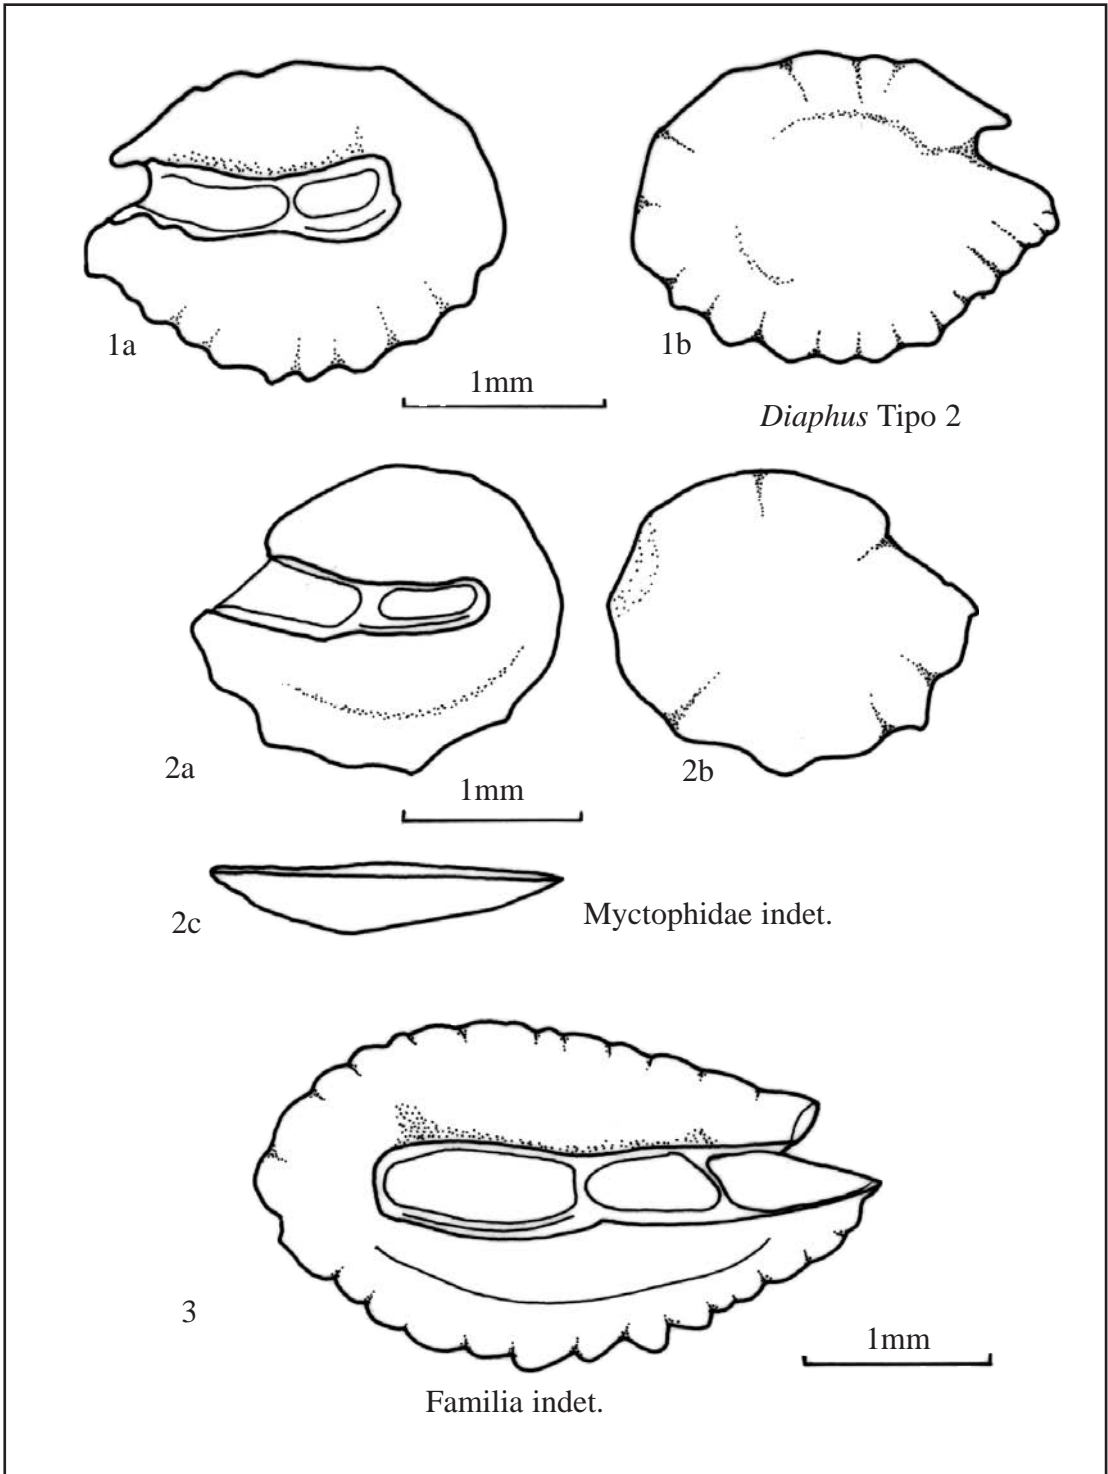 1a
1b
1mm
Diaphus Tipo 2
2a
2b
1mm
2c
Myctophidae indet.
3
1mm
Familia indet.